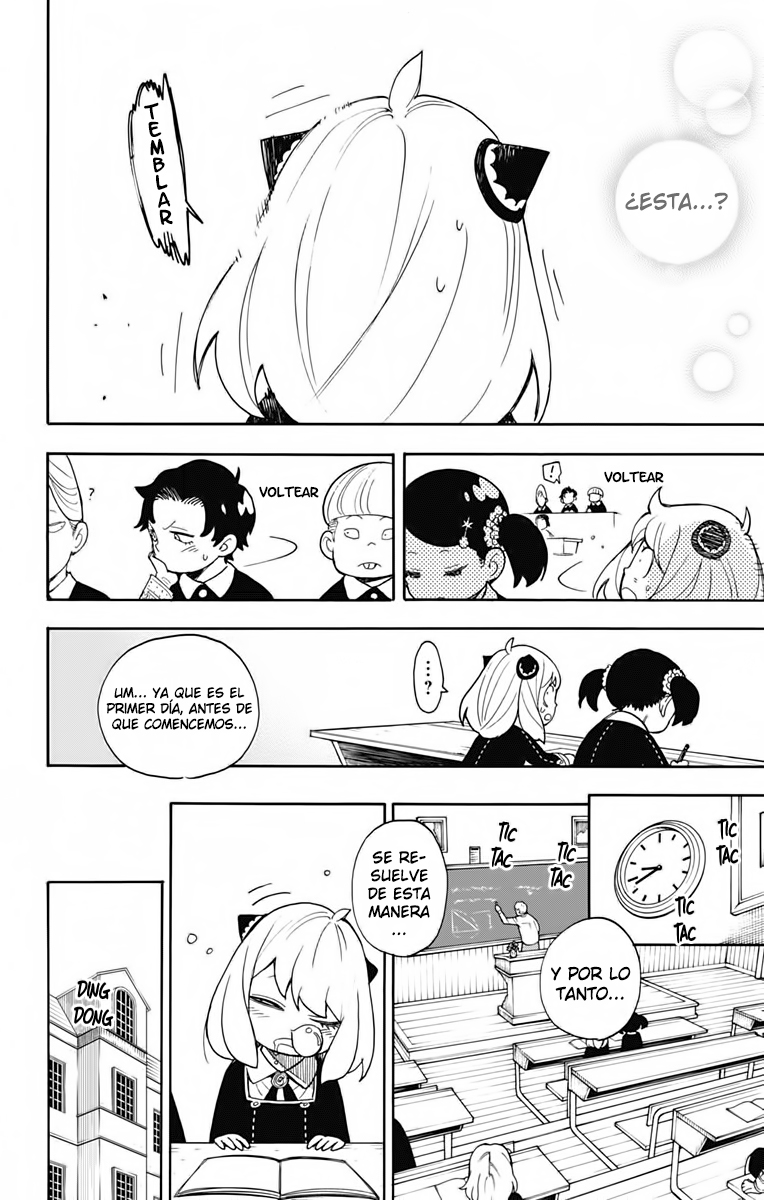 ¿ESTA...?
TEMBLAR
!
VOLTEAR
VOLTEAR
?
...?
UM... YA QUE ES EL
PRIMER DÍA, ANTES DE
QUE COMENCEMOS...
TIC
TAC
TIC
TAC
TIC
TAC
TIC
TAC
Y POR LO
TANTO...
SE RE-
SUELVE
DE ESTA
MANERA
...
DING
DONG